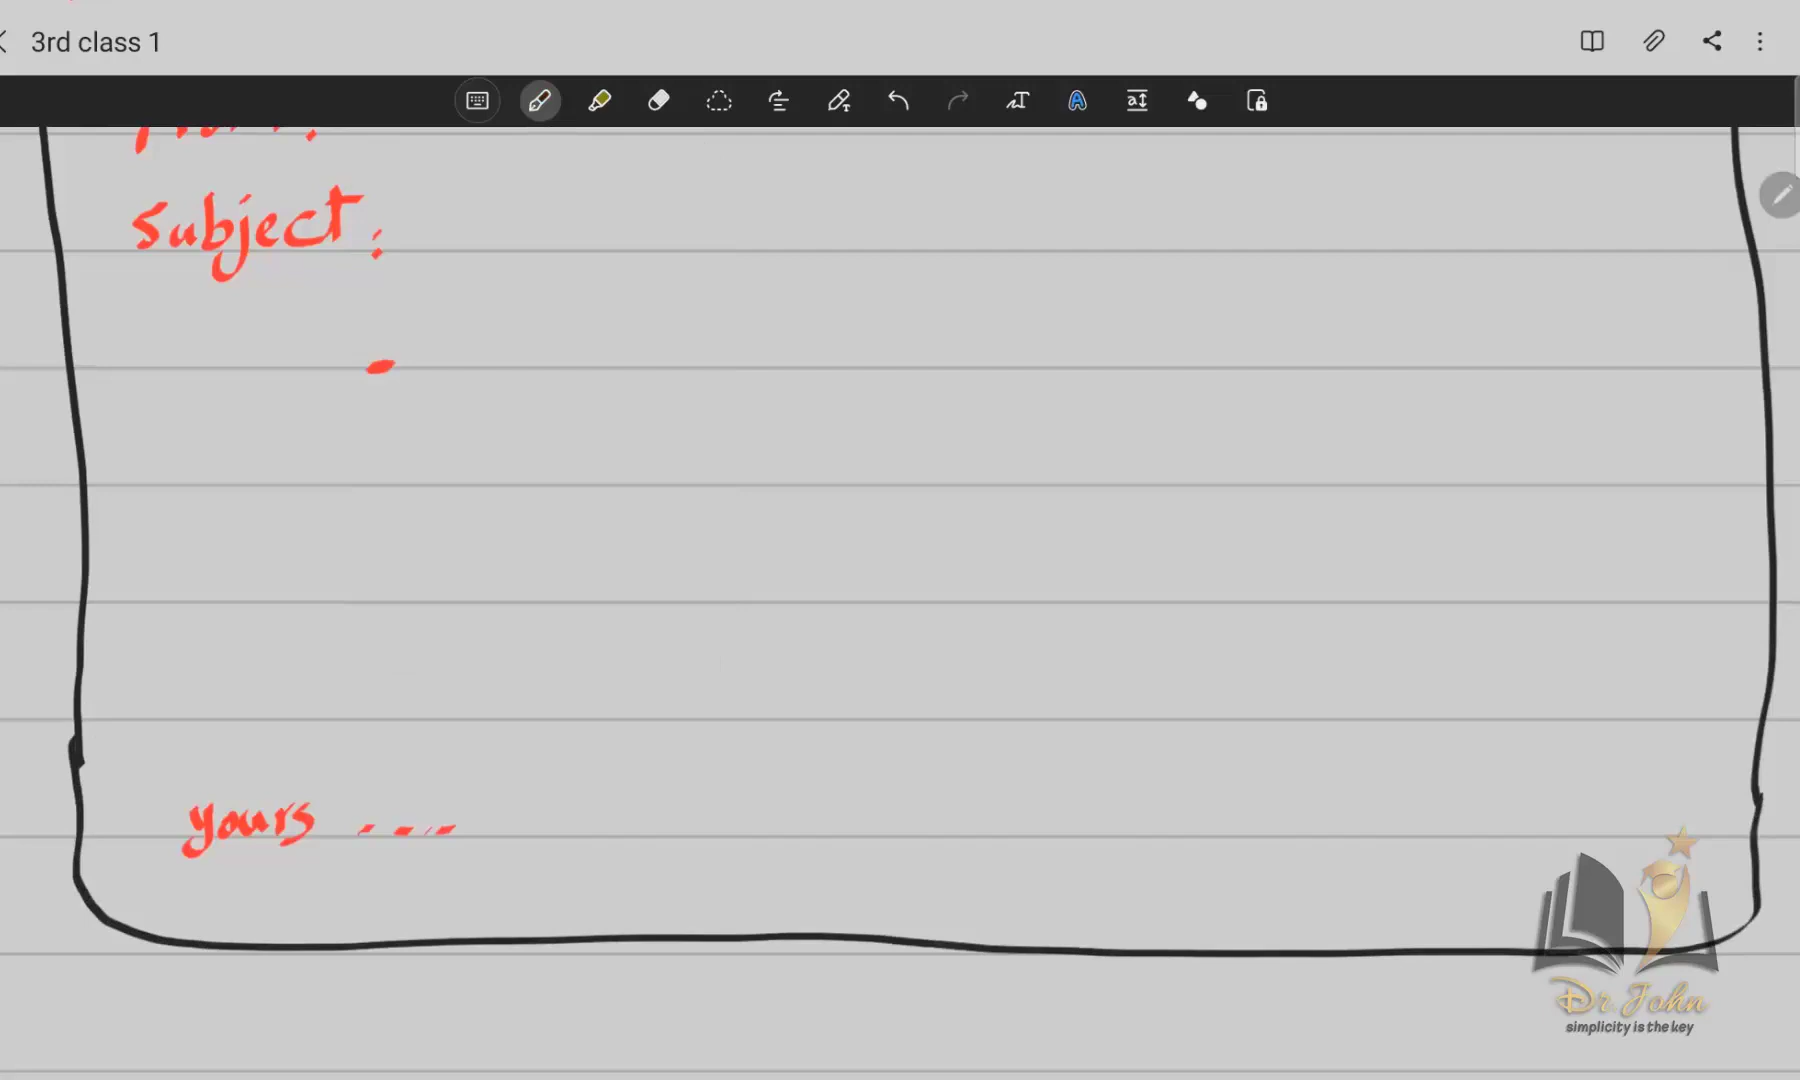 3rd class 1
Subject:
yours ---
Dr. John
simplicity is the key